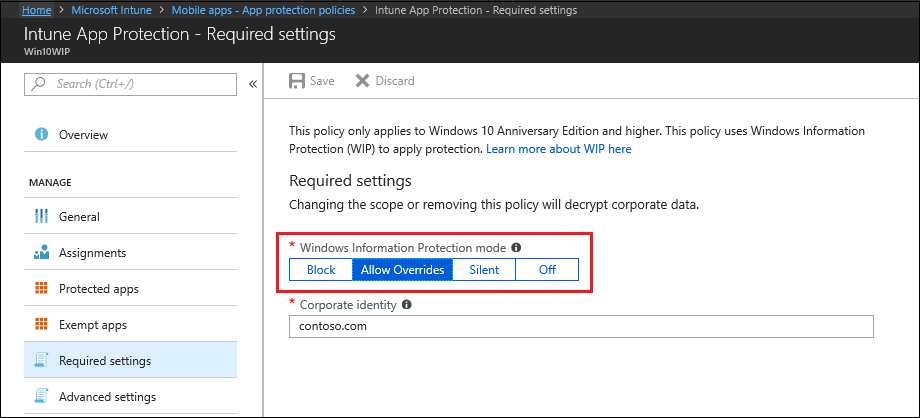 Home > Microsoft Intune > Mobile apps - App protection policies > Intune App Protection - Required settings
Intune App Protection - Required settings
Win10WIP
Search (Ctrl+/)
«
Save
Discard
Overview
MANAGE
General
Assignments
Protected apps
Exempt apps
Required settings
Advanced settings
This policy only applies to Windows 10 Anniversary Edition and higher. This policy uses Windows Information
Protection (WIP) to apply protection. Learn more about WIP here
Required settings
Changing the scope or removing this policy will decrypt corporate data.
* Windows Information Protection mode
Block Allow Overrides Silent Off
* Corporate identity
contoso.com